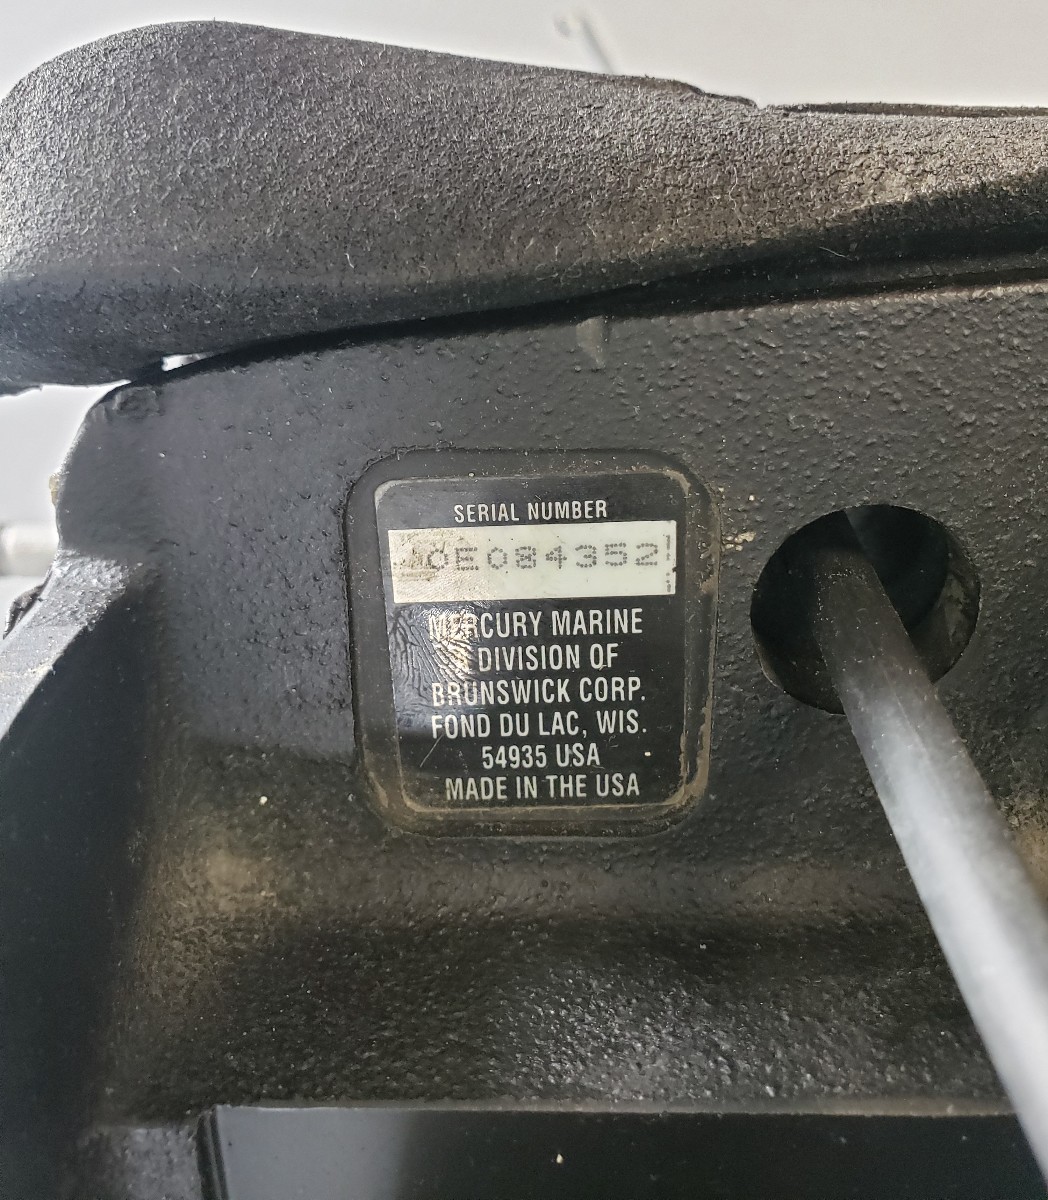 SERIAL NUMBER
0E084352
MERCURY MARINE
A DIVISION OF
BRUNSWICK CORP.
FOND DU LAC, WIS.
54935 USA
MADE IN THE USA